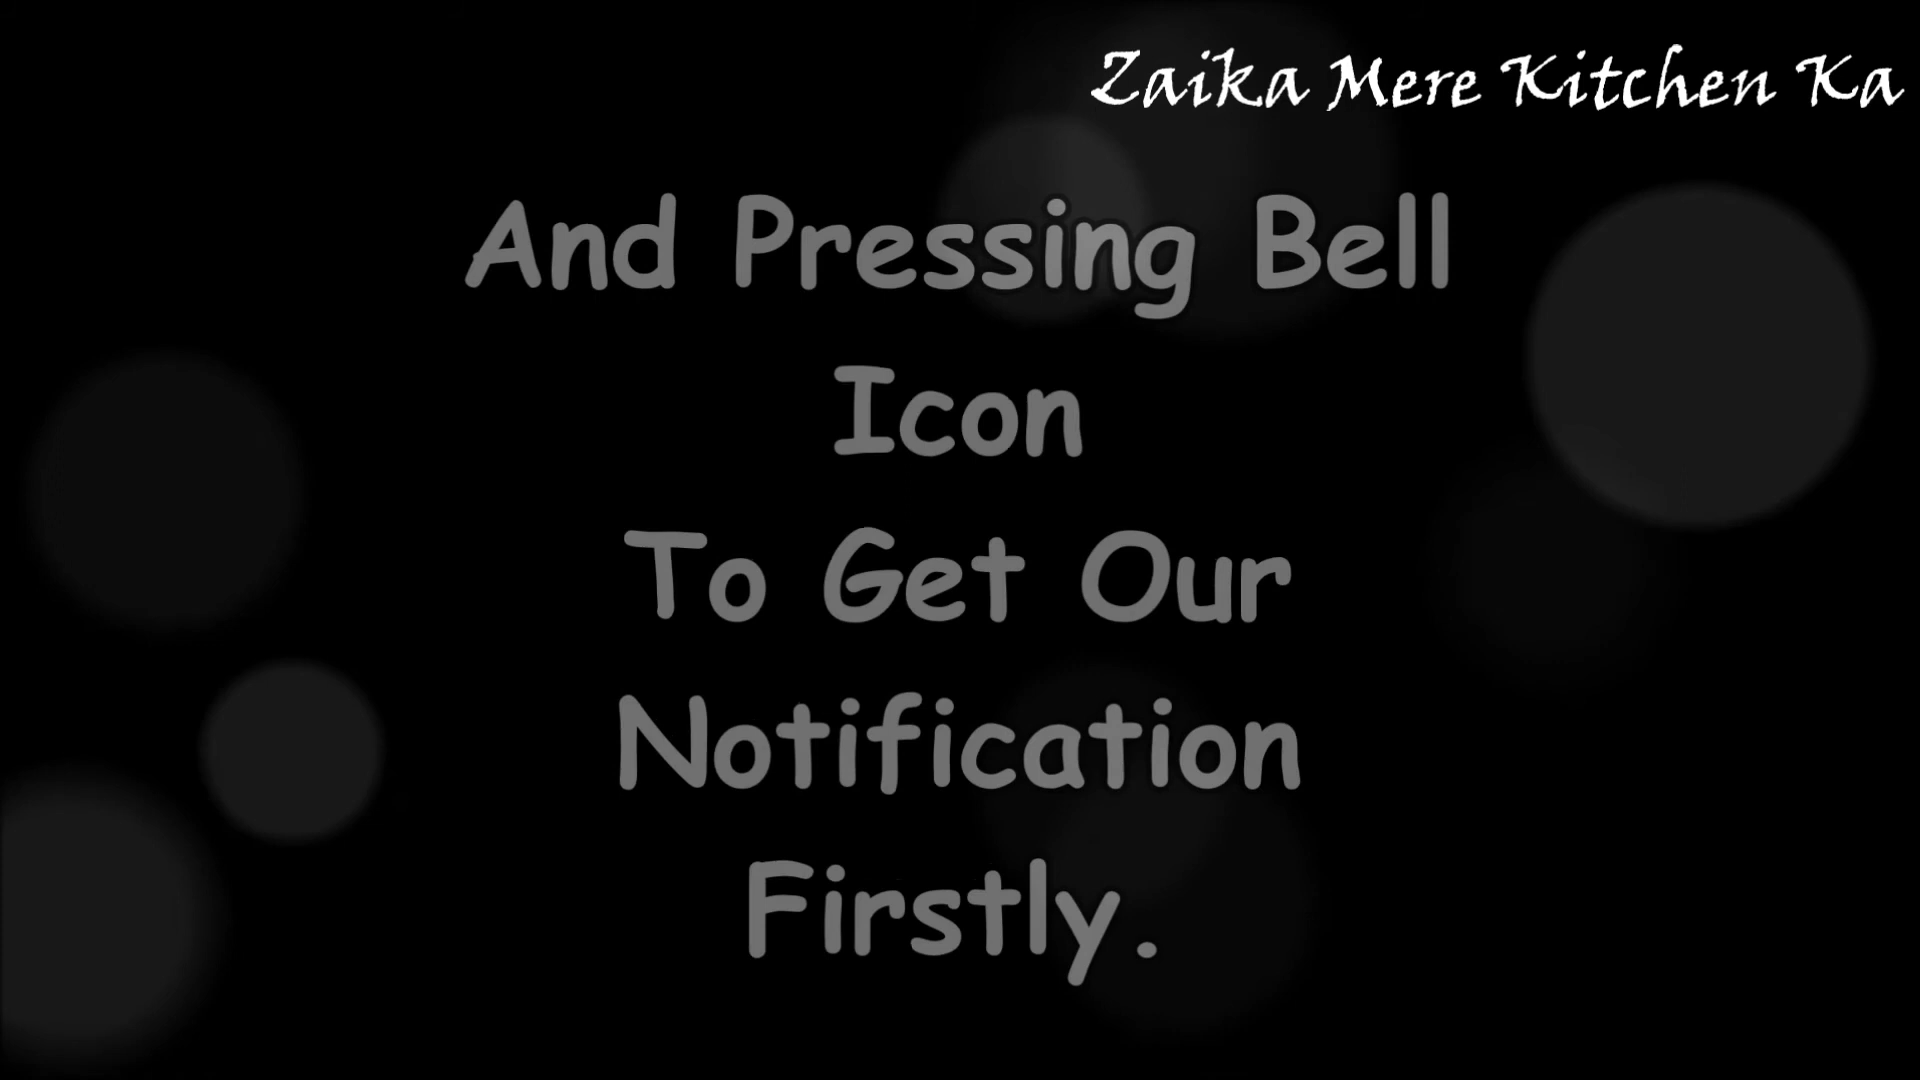 Zaika Mere Kitchen Ka
And Pressing Bell
Icon
To Get Our
Notification
Firstly.